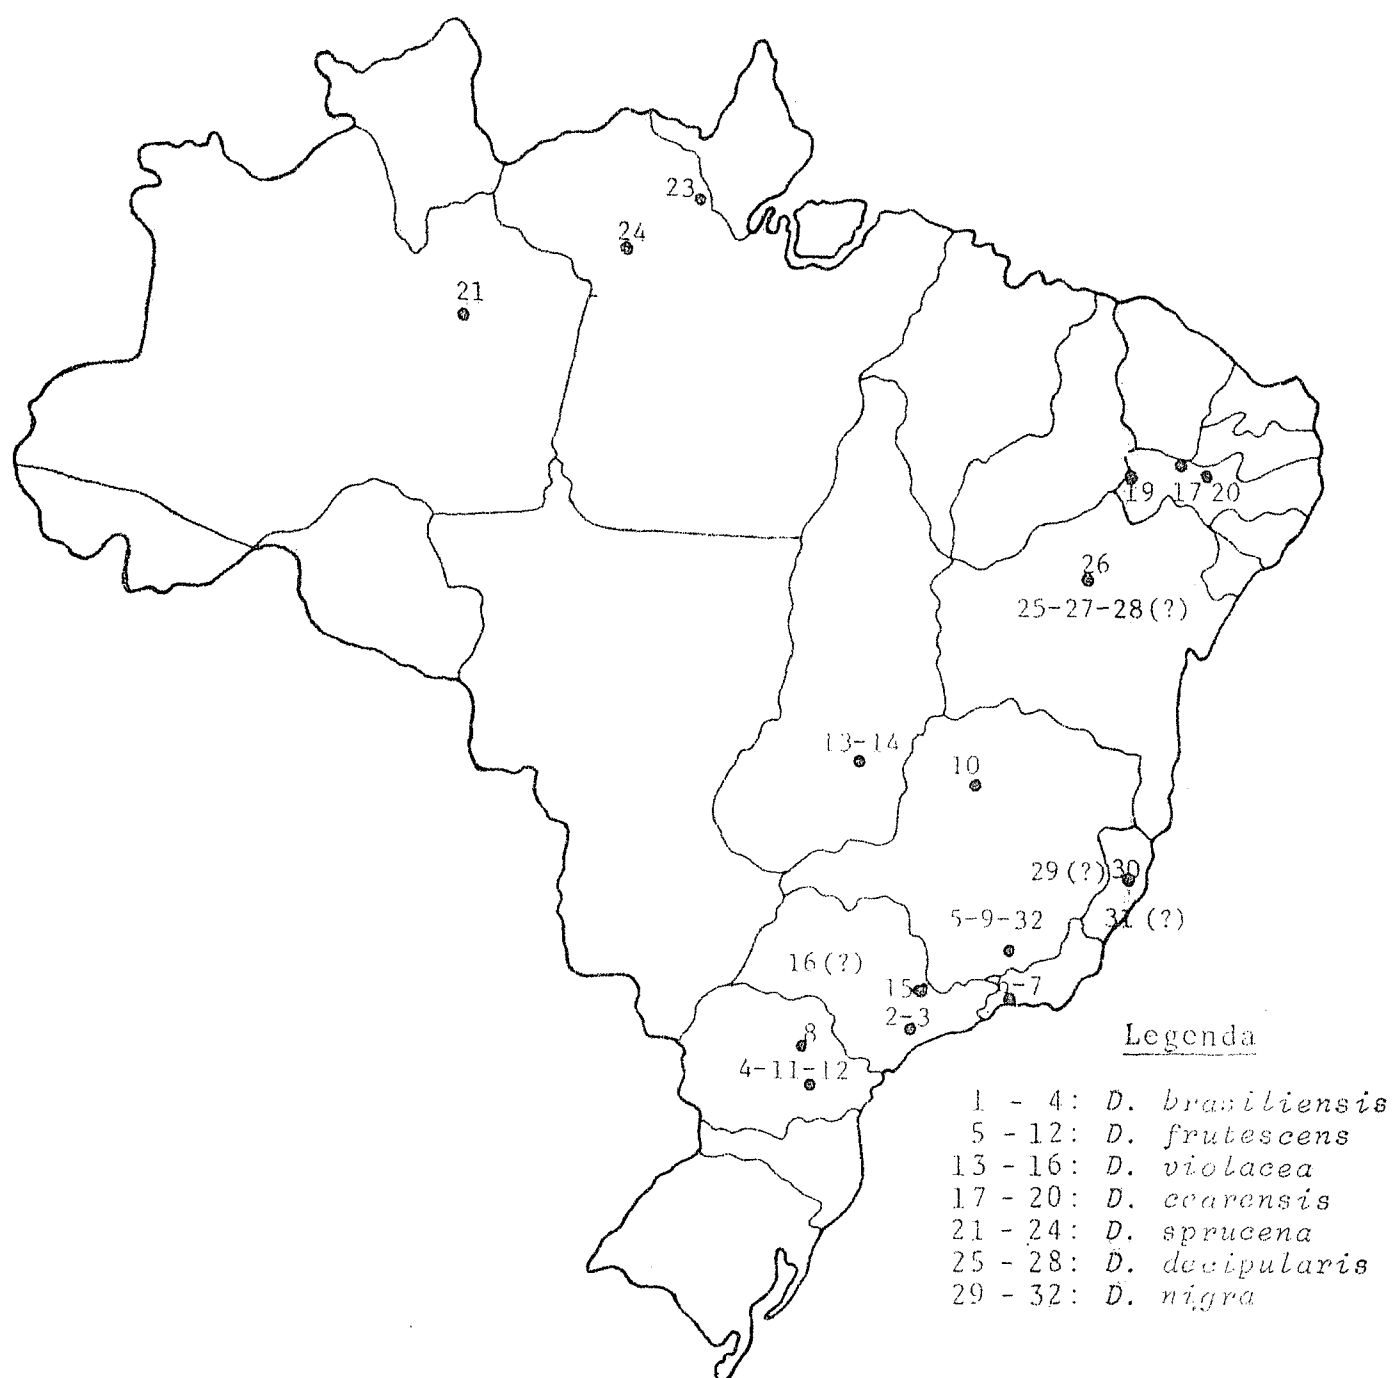 23
24
21
19 17 20
26
25-27-28(?)
13-14
10
29(?) 30
31(?)
5-9-32
16(?)
15
6-7
2-3
8
4-11-12
Legenda
1 - 4: D. brasiliensis
5 - 12: D. frutescens
13 - 16: D. violacea
17 - 20: D. cearensis
21 - 24: D. sprucena
25 - 28: D. decipularis
29 - 32: D. nigra